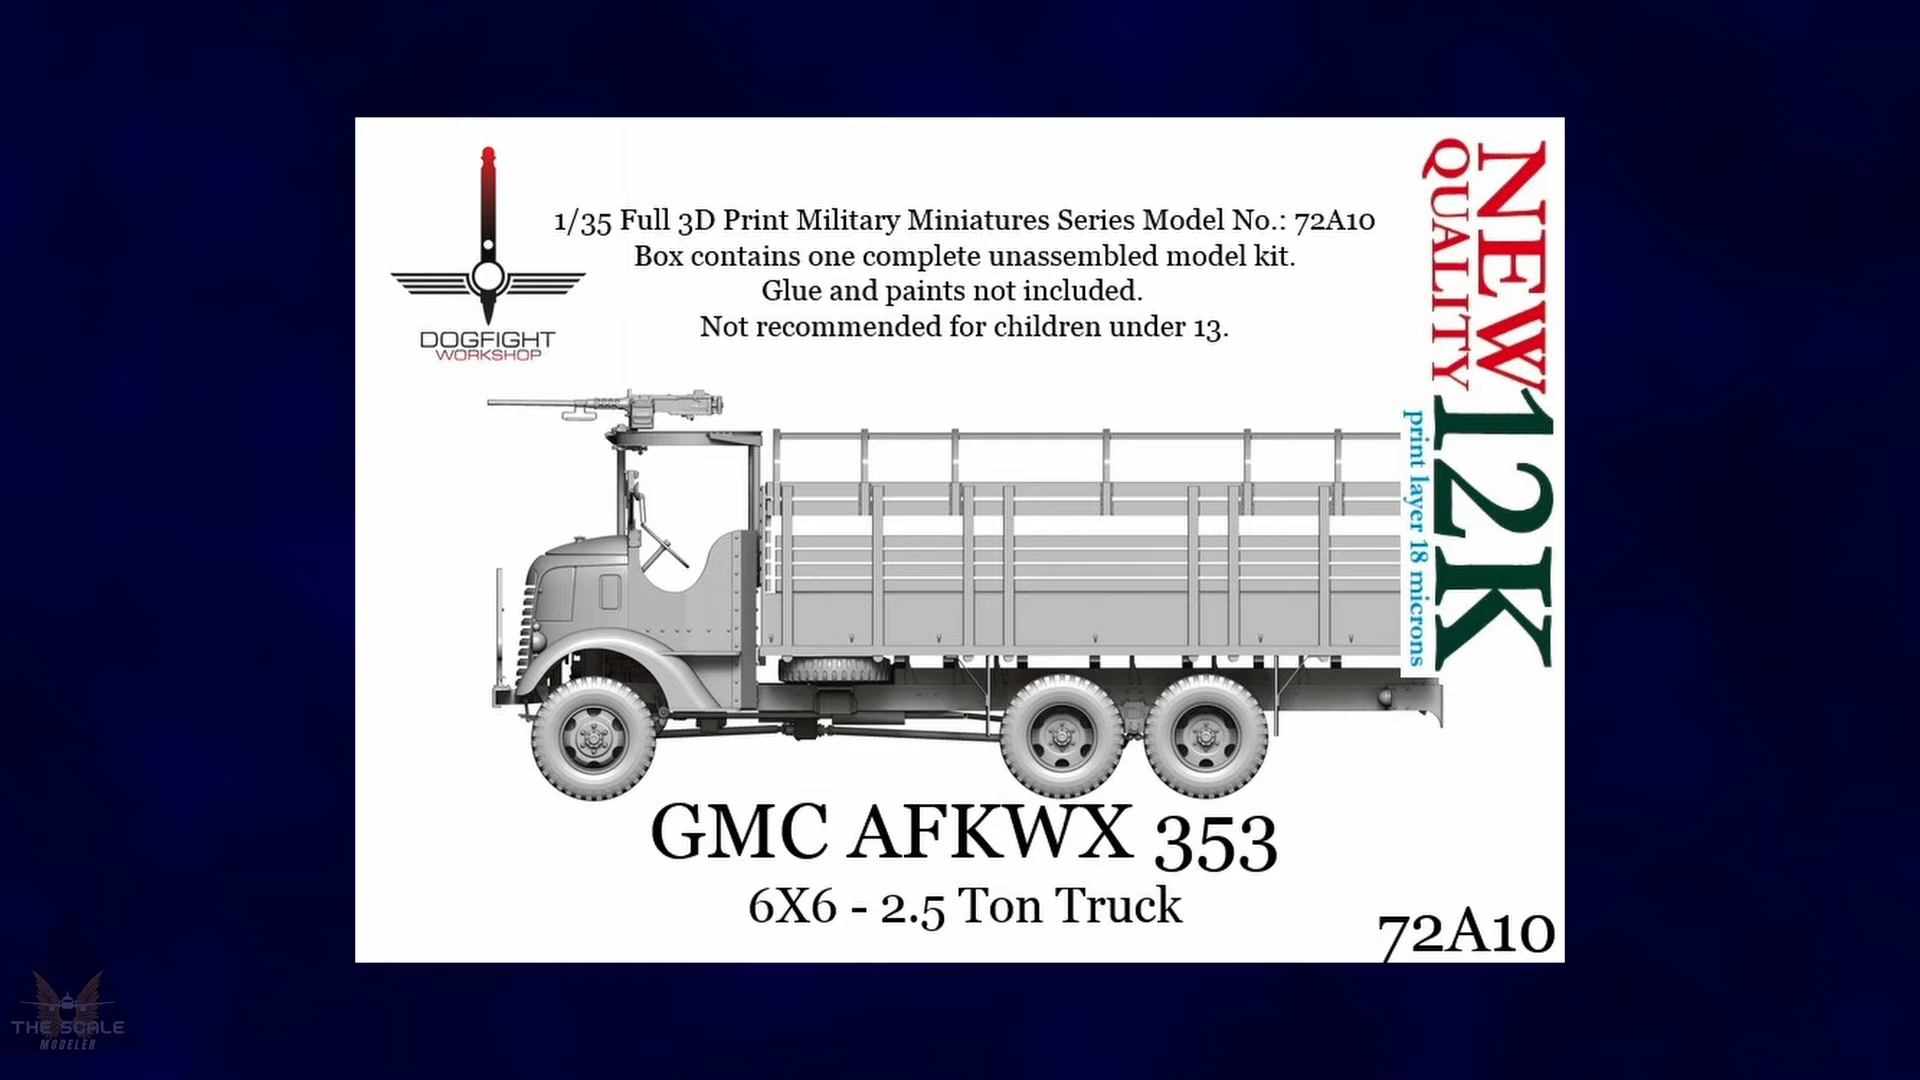 1/35 Full 3D Print Military Miniatures Series Model No.: 72A10
Box contains one complete unassembled model kit.
Glue and paints not included.
Not recommended for children under 13.
DOGFIGHT
WORKSHOP
NEW
QUALITY
12K
print layer 18 microns
GMC AFKWX 353
6X6 - 2.5 Ton Truck
72A10
THE SCALE
MODELER